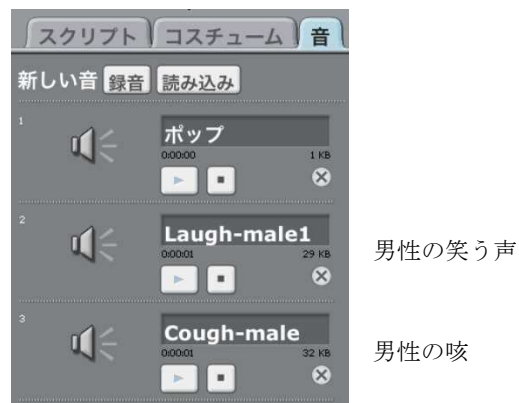 スクリプト コスチューム 音
新しい音 録音 読み込み
1
ポップ
0:00:00 1 KB
2
Laugh-male1
0:00:01 29 KB
男性の笑う声
3
Cough-male
0:00:01 32 KB
男性の咳